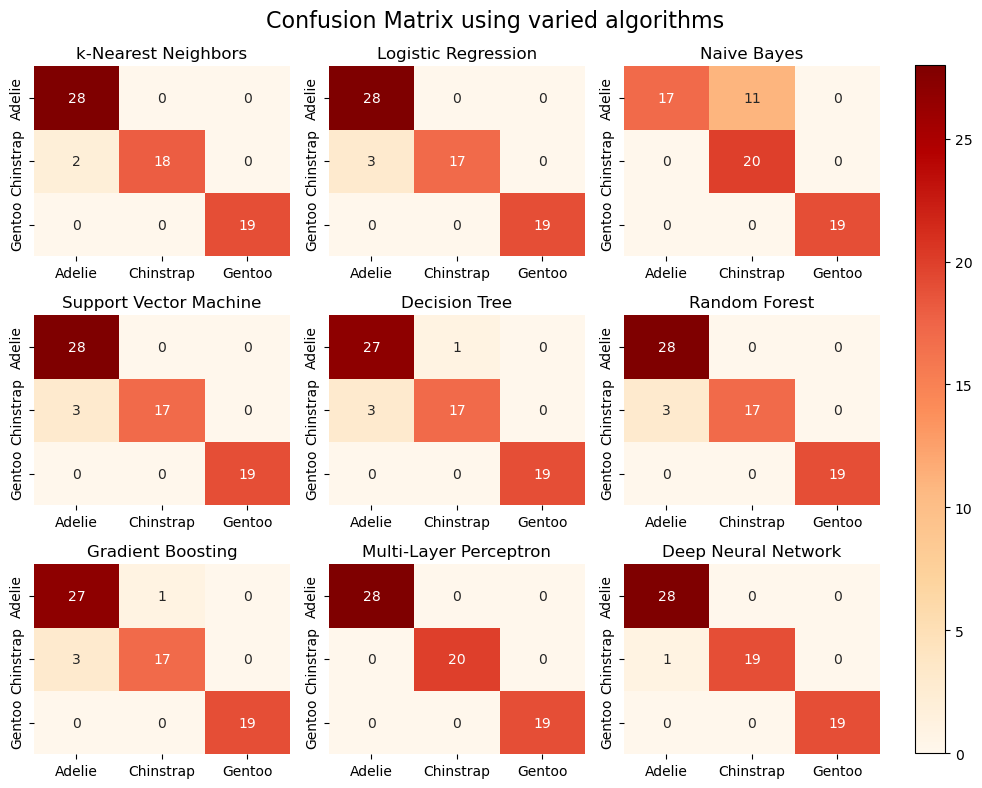 Confusion Matrix using varied algorithms
k-Nearest Neighbors
Adelie
28 0 0
Chinstrap
2 18 0
Gentoo
0 0 19
Adelie Chinstrap Gentoo
Logistic Regression
Adelie
28 0 0
Chinstrap
3 17 0
Gentoo
0 0 19
Adelie Chinstrap Gentoo
Naive Bayes
Adelie
17 11 0
Chinstrap
0 20 0
Gentoo
0 0 19
Adelie Chinstrap Gentoo
Support Vector Machine
Adelie
28 0 0
Chinstrap
3 17 0
Gentoo
0 0 19
Adelie Chinstrap Gentoo
Decision Tree
Adelie
27 1 0
Chinstrap
3 17 0
Gentoo
0 0 19
Adelie Chinstrap Gentoo
Random Forest
Adelie
28 0 0
Chinstrap
3 17 0
Gentoo
0 0 19
Adelie Chinstrap Gentoo
Gradient Boosting
Adelie
27 1 0
Chinstrap
3 17 0
Gentoo
0 0 19
Adelie Chinstrap Gentoo
Multi-Layer Perceptron
Adelie
28 0 0
Chinstrap
0 20 0
Gentoo
0 0 19
Adelie Chinstrap Gentoo
Deep Neural Network
Adelie
28 0 0
Chinstrap
1 19 0
Gentoo
0 0 19
Adelie Chinstrap Gentoo
25
20
15
10
5
0